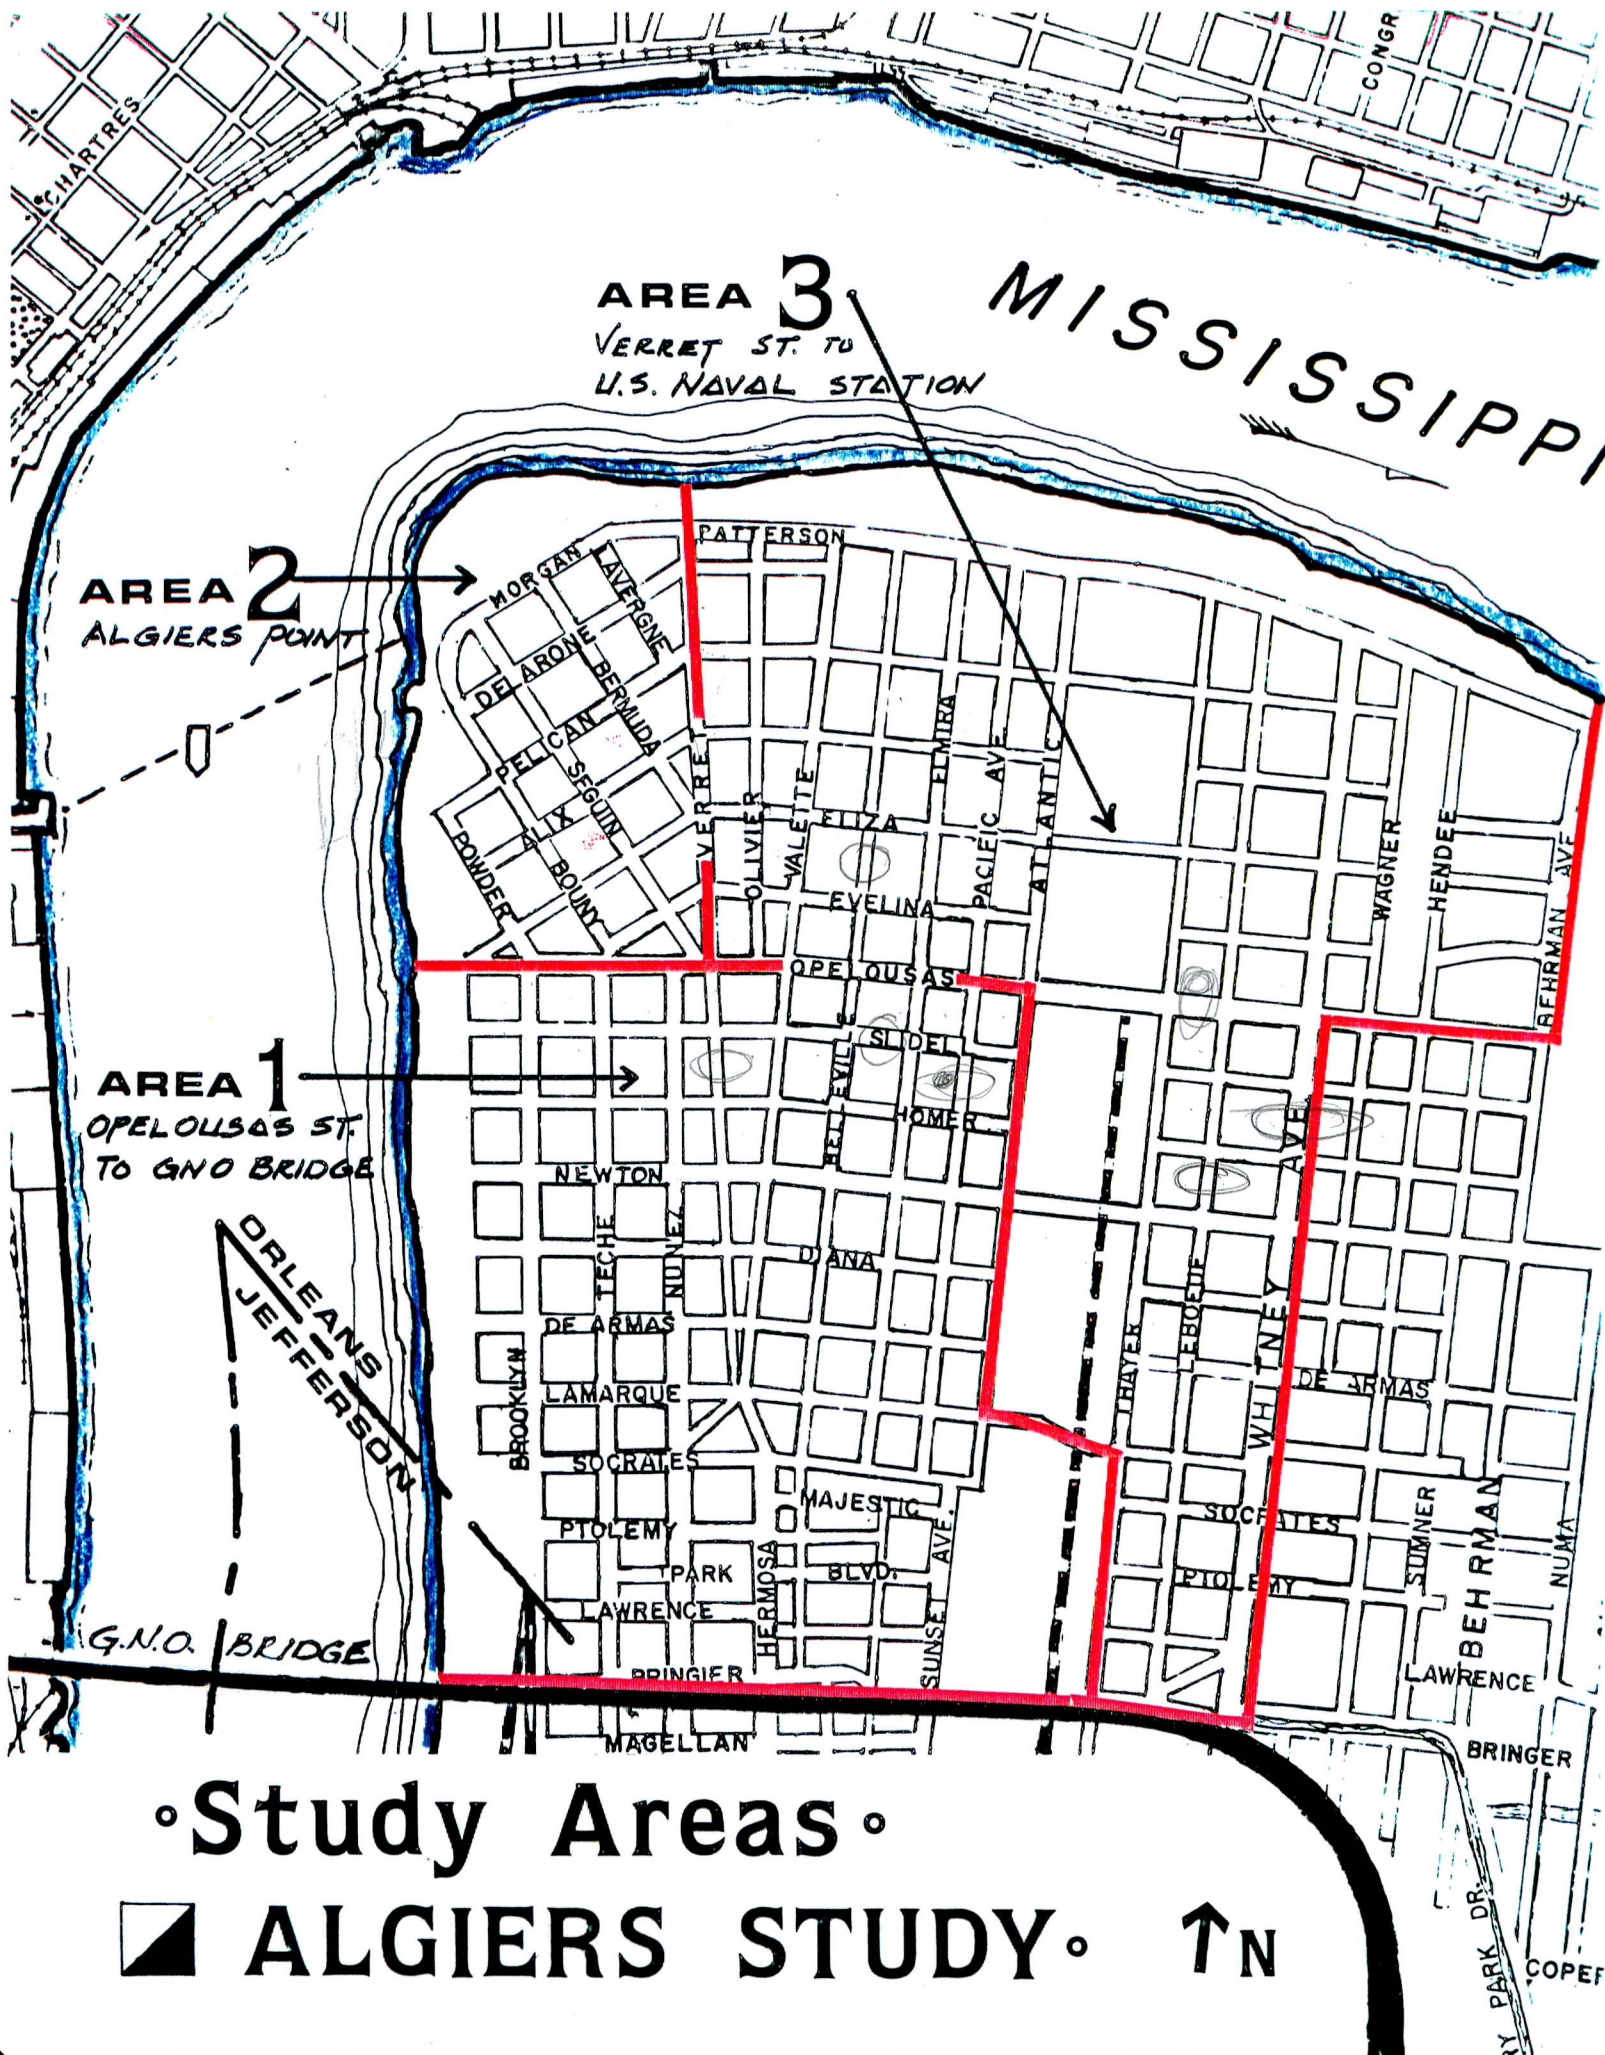 CHARTRES
CONGR
AREA 3
VERRET ST. TO
U.S. NAVAL STATION
MISSISSIPPI
AREA 2
ALGIERS POINT
PATTERSON
MORGAN
LAVERGNE
DELARONDE
BERMUDA
PELICAN
SEGUIN
ALIX
BOUNY
POWDER
VERRET
OLIVIER
VALETTE
ELMIRA
ELIZA
PACIFIC AVE
ATLANTIC
EVELINA
WAGNER
HENDEE
BEHRMAN AVE
OPELOUSAS
AREA 1
OPELOUSAS ST.
TO GNO BRIDGE
SLIDELL
BELLEVILLE
HOMER
NEWTON
TECHE
NUNEZ
DIANA
ORLEANS
JEFFERSON
DE ARMAS
BROOKLYN
LAMARQUE
SOCRATES
THAYER
LEBOEUF
WHITNEY AVE
DE ARMAS
MAJESTIC
PTOLEMY
PARK BLVD.
HERMOSA
LAWRENCE
SUNSET AVE.
SOCRATES
PTOLEMY
SUMNER
BEHRMAN
NUMA
LAWRENCE
G.N.O. BRIDGE
BRINGIER
MAGELLAN
BRINGER
Study Areas
ALGIERS STUDY
N
PARK DR.
COPER